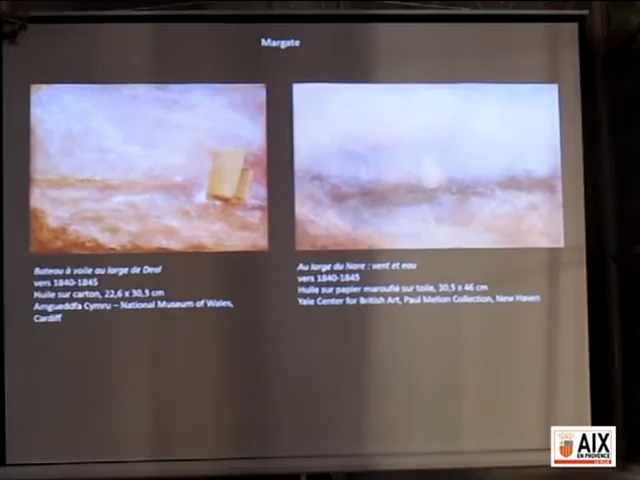 Margate
Bateau à voile au large de Deal
vers 1840-1845
Huile sur carton, 22,6 x 30,3 cm
Amgueddfa Cymru – National Museum of Wales,
Cardiff
Au large du Nore : vent et eau
vers 1840-1845
Huile sur papier marouflé sur toile, 30,5 x 46 cm
Yale Center for British Art, Paul Mellon Collection, New Haven
AIX
EN PROVENCE
LA VILLE